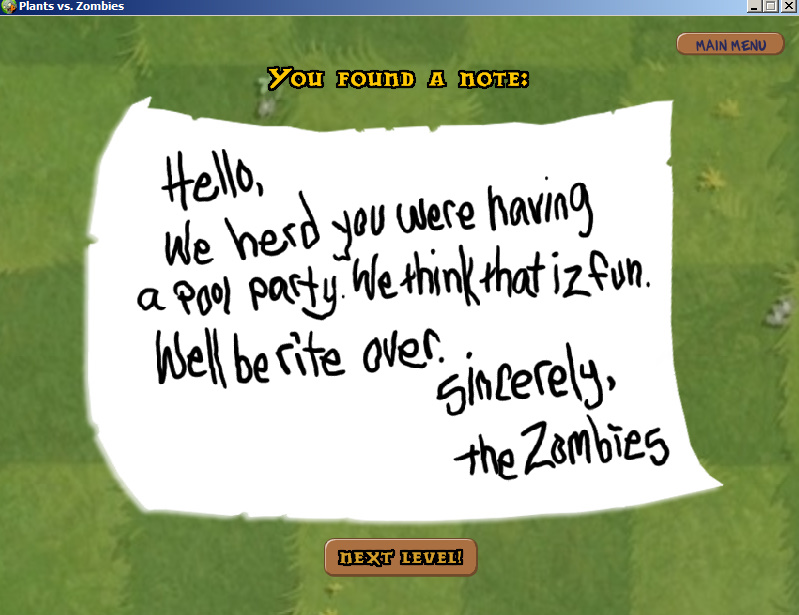 Plants vs. Zombies
MAIN MENU
YOU FOUND A NOTE:
Hello,
We herd you were having
a pool party. We think that iz fun.
Well be rite over.
Sincerely,
the Zombies
NEXT LEVEL!